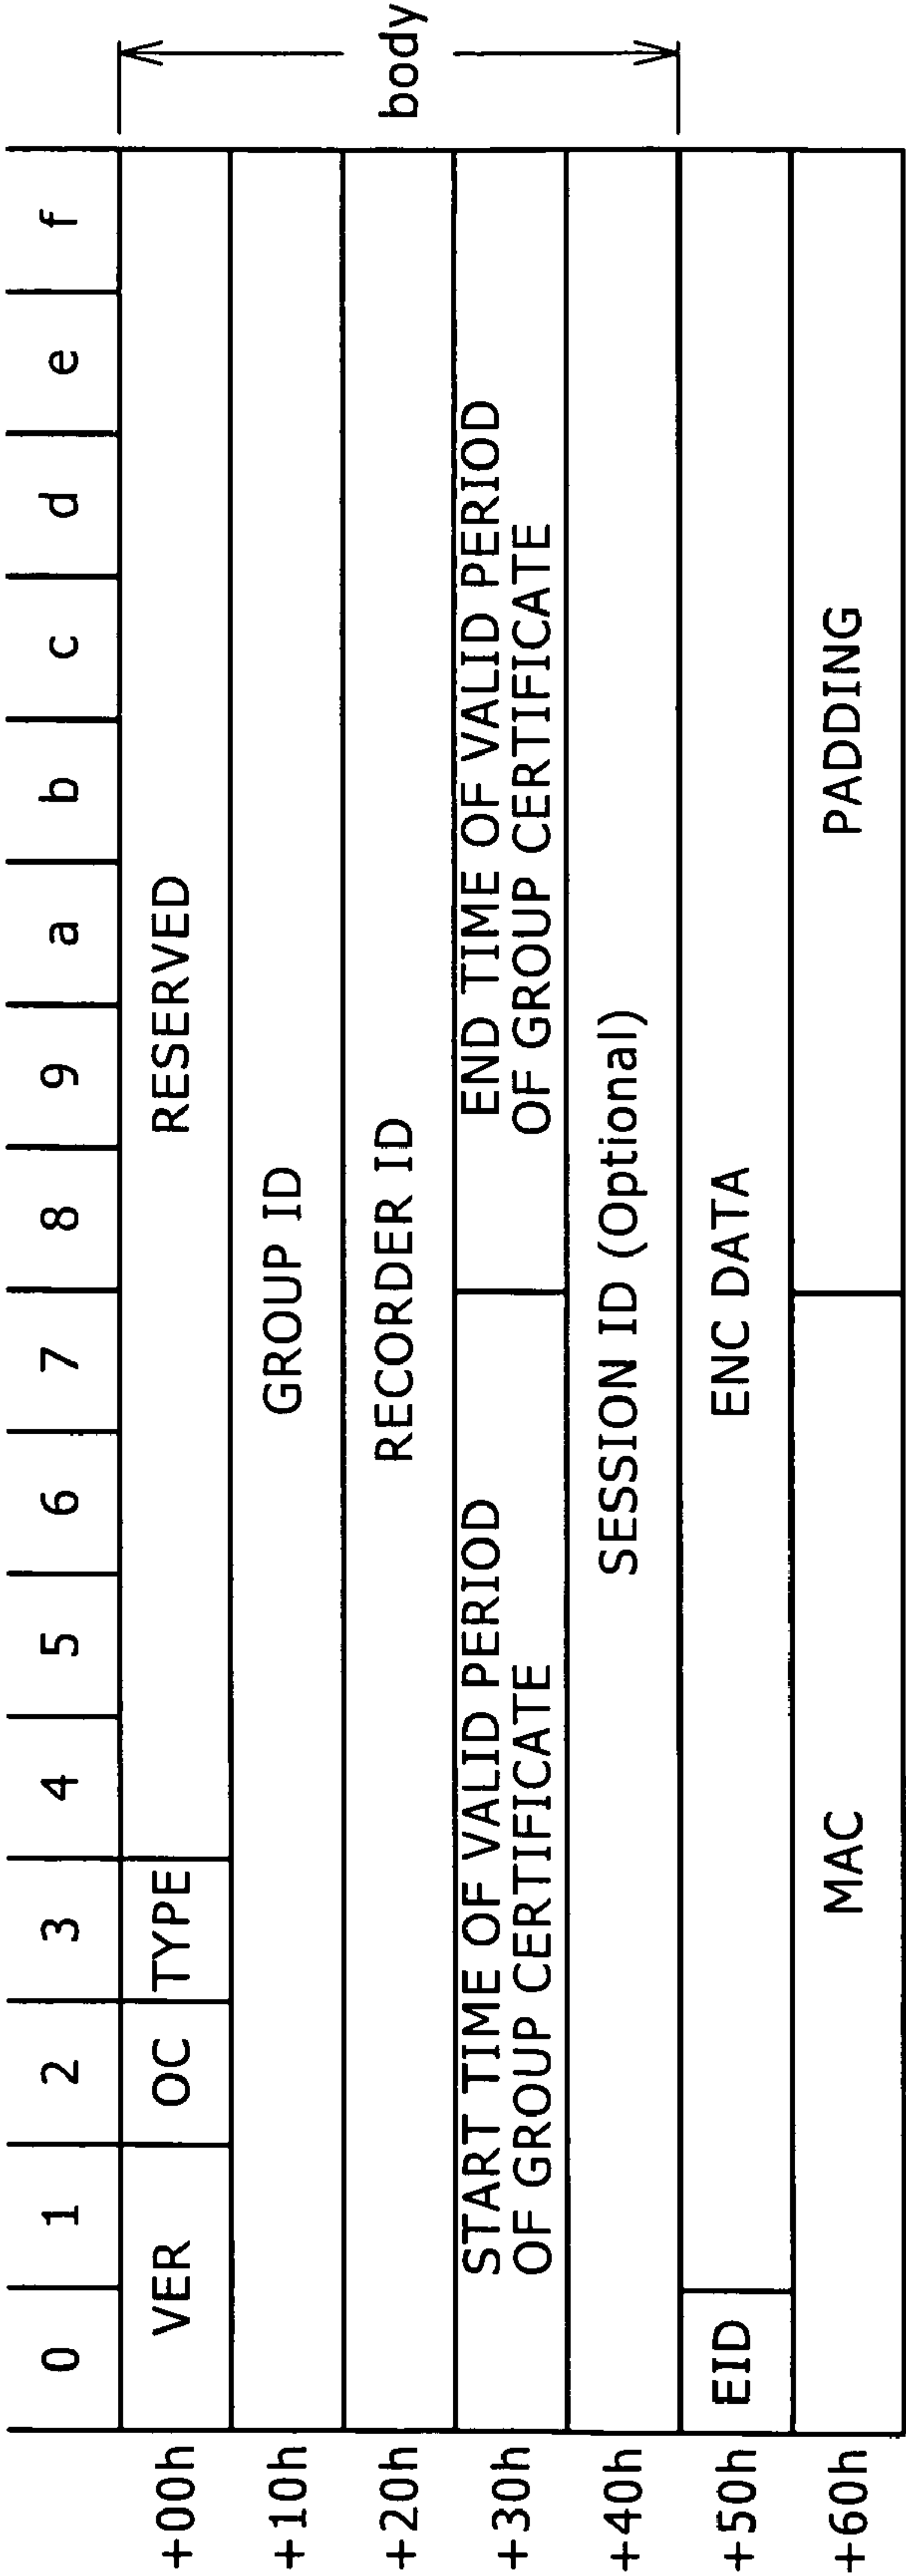 0 1 2 3 4 5 6 7 8 9 a b c d e f
+00h VER OC TYPE RESERVED
+10h GROUP ID
+20h RECORDER ID
+30h START TIME OF VALID PERIOD END TIME OF VALID PERIOD
OF GROUP CERTIFICATE OF GROUP CERTIFICATE
+40h SESSION ID (Optional)
+50h EID ENC DATA
+60h MAC PADDING
body